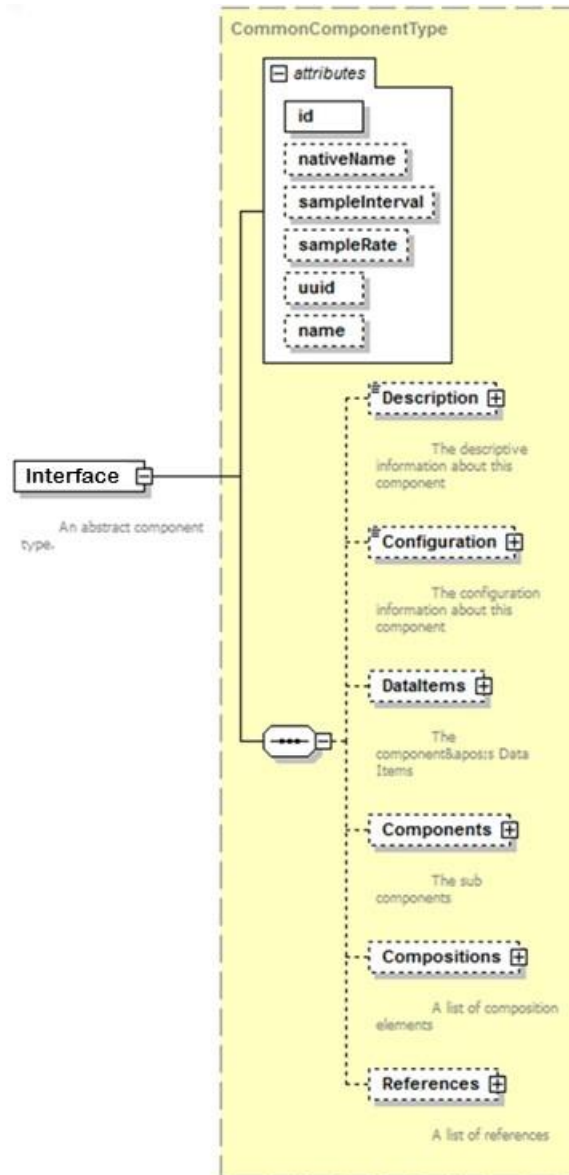 CommonComponentType
attributes
id
nativeName
sampleInterval
sampleRate
uuid
name
Description
The descriptive
information about this
component
Interface
An abstract component
type.
Configuration
The configuration
information about this
component
DataItems
The
component&apos;s Data
Items
Components
The sub
components
Compositions
A list of composition
elements
References
A list of references